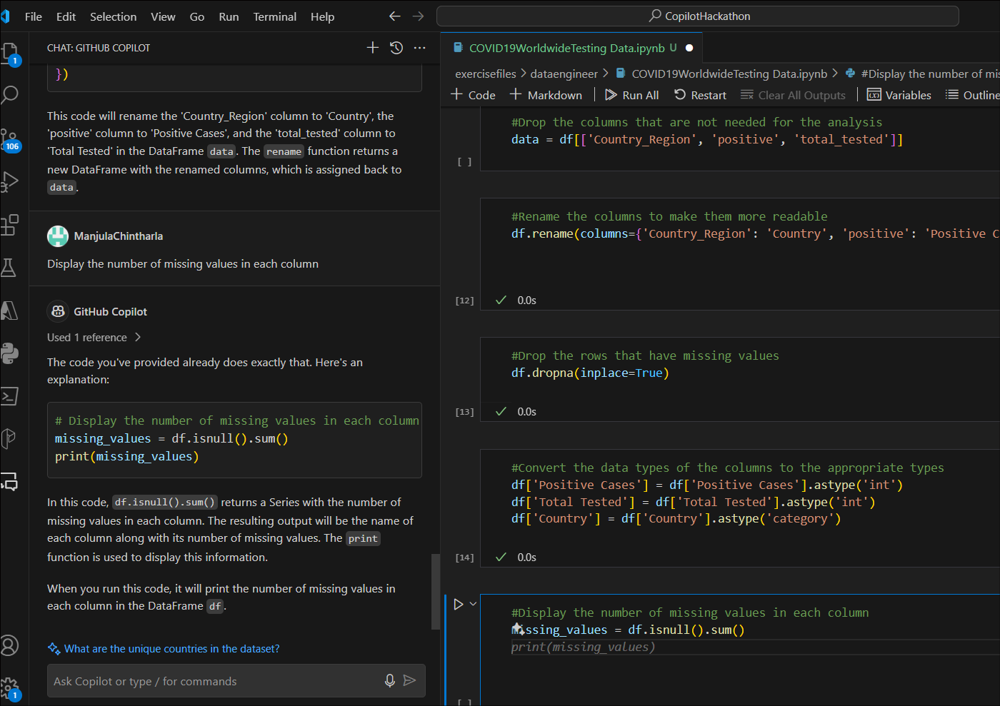 File Edit Selection View Go Run Terminal Help
CopilotHackathon
CHAT: GITHUB COPILOT
})
This code will rename the 'Country_Region' column to 'Country', the
'positive' column to 'Positive Cases', and the 'total_tested' column to
'Total Tested' in the DataFrame data. The rename function returns a
new DataFrame with the renamed columns, which is assigned back to
data.
ManjulaChintharla
Display the number of missing values in each column
GitHub Copilot
Used 1 reference
The code you've provided already does exactly that. Here's an
explanation:
# Display the number of missing values in each column
missing_values = df.isnull().sum()
print(missing_values)
In this code, df.isnull().sum() returns a Series with the number of
missing values in each column. The resulting output will be the name of
each column along with its number of missing values. The print
function is used to display this information.
When you run this code, it will print the number of missing values in
each column in the DataFrame df.
What are the unique countries in the dataset?
Ask Copilot or type / for commands
1
106
1
COVID19WorldwideTesting Data.ipynb U
exercisefiles > dataengineer > COVID19WorldwideTesting Data.ipynb > #Display the number of mis
+ Code + Markdown Run All Restart Clear All Outputs Variables Outline
#Drop the columns that are not needed for the analysis
data = df[['Country_Region', 'positive', 'total_tested']]
[ ]
#Rename the columns to make them more readable
df.rename(columns={'Country_Region': 'Country', 'positive': 'Positive C
[12] 0.0s
#Drop the rows that have missing values
df.dropna(inplace=True)
[13] 0.0s
#Convert the data types of the columns to the appropriate types
df['Positive Cases'] = df['Positive Cases'].astype('int')
df['Total Tested'] = df['Total Tested'].astype('int')
df['Country'] = df['Country'].astype('category')
[14] 0.0s
#Display the number of missing values in each column
missing_values = df.isnull().sum()
print(missing_values)
[ ]